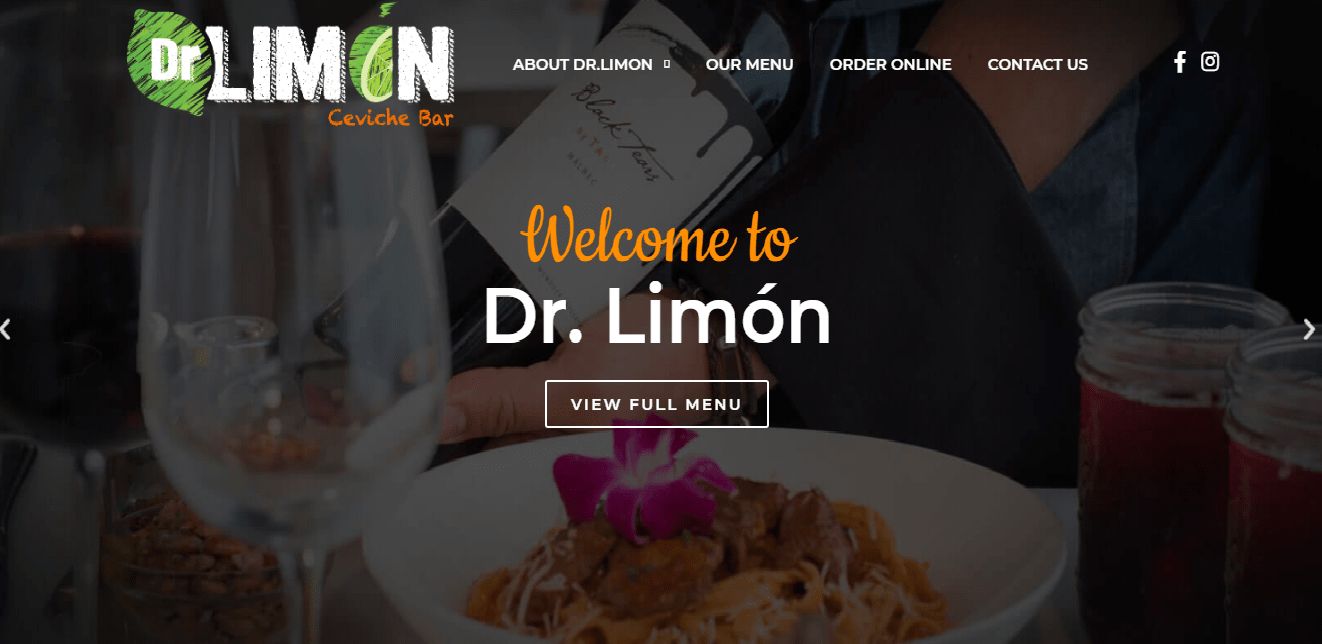 Dr. LIMÓN
Ceviche Bar
ABOUT DR.LIMON
OUR MENU
ORDER ONLINE
CONTACT US
Black Tears
MALBEC
Welcome to
Dr. Limón
VIEW FULL MENU